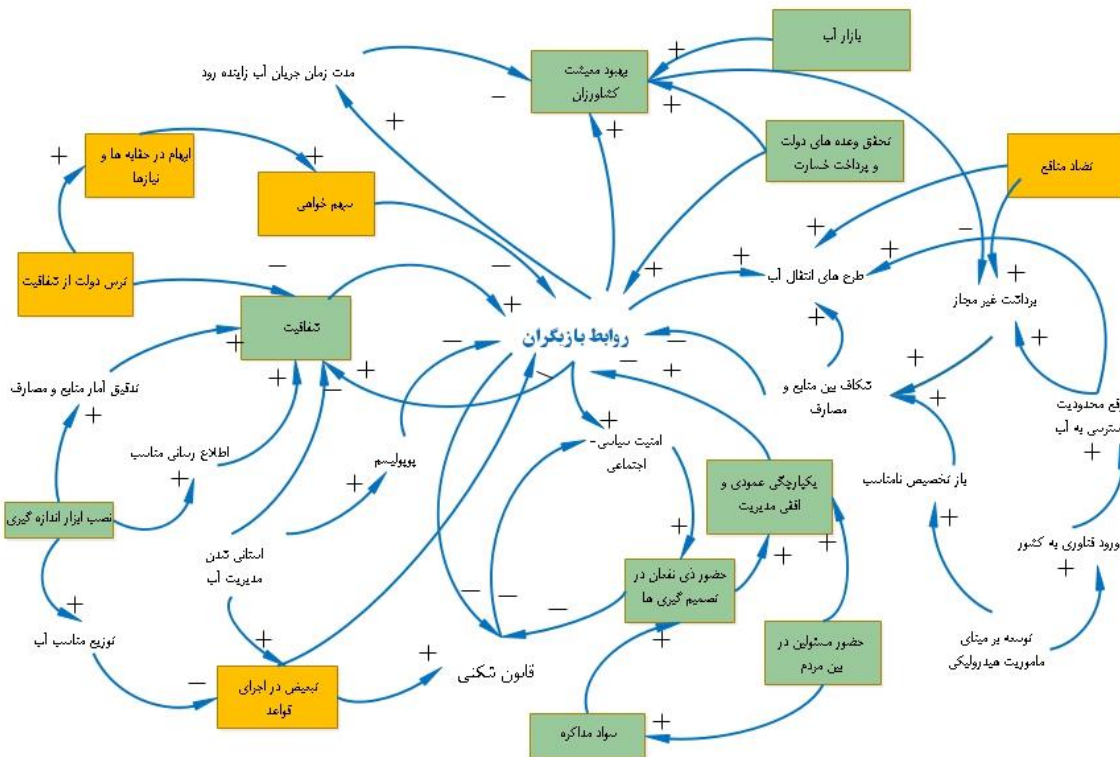 بازار آب
بهبود معیشت
کشاورزان
مدت زمان جریان آب زاینده رود
تحقق وعده های دولت
و پرداخت خسارت
تضاد منافع
ابهام در حقابه ها و
نیازها
سهم خواهی
ترس دولت از شفافیت
طرح های انتقال آب
برداشت غیر مجاز
شفافیت
روابط بازیگران
تدقیق آمار منابع و مصارف
شکاف بین منابع و
مصارف
رفع محدودیت
دسترسی به آب
اطلاع رسانی مناسب
پوپولیسم
امنیت سیاسی-
اجتماعی
یکپارچگی عمودی و
افقی مدیریت
باز تخصیص نامناسب
نصب ابزار اندازه گیری
استانی شدن
مدیریت آب
حضور ذی نفعان در
تصمیم گیری ها
ورود فناوری به کشور
توزیع مناسب آب
حضور مسئولین در
بین مردم
توسعه بر مبنای
ماموریت هیدرولیکی
تبعیض در اجرای
قواعد
قانون شکنی
سواد مذاکره